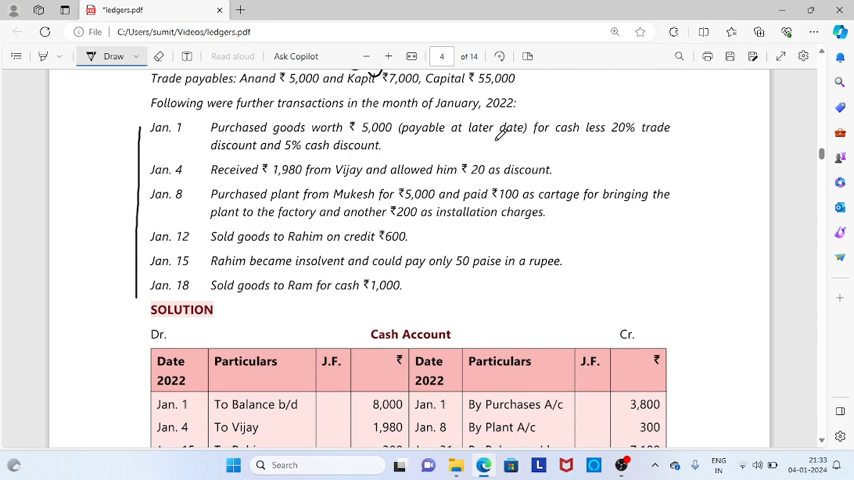 *ledgers.pdf
File
C:/Users/sumit/Videos/ledgers.pdf
Draw
Read aloud
Ask Copilot
4
of 14
Trade payables: Anand ₹ 5,000 and Kapil ₹7,000, Capital ₹ 55,000
Following were further transactions in the month of January, 2022:
Jan. 1 Purchased goods worth ₹ 5,000 (payable at later date) for cash less 20% trade
discount and 5% cash discount.
Jan. 4 Received ₹ 1,980 from Vijay and allowed him ₹ 20 as discount.
Jan. 8 Purchased plant from Mukesh for ₹5,000 and paid ₹100 as cartage for bringing the
plant to the factory and another ₹200 as installation charges.
Jan. 12 Sold goods to Rahim on credit ₹600.
Jan. 15 Rahim became insolvent and could pay only 50 paise in a rupee.
Jan. 18 Sold goods to Ram for cash ₹1,000.
SOLUTION
Dr. Cash Account Cr.
Date Particulars J.F. ₹ Date Particulars J.F. ₹
2022 2022
Jan. 1 To Balance b/d 8,000 Jan. 1 By Purchases A/c 3,800
Jan. 4 To Vijay 1,980 Jan. 8 By Plant A/c 300
Search
ENG
IN
21:33
04-01-2024